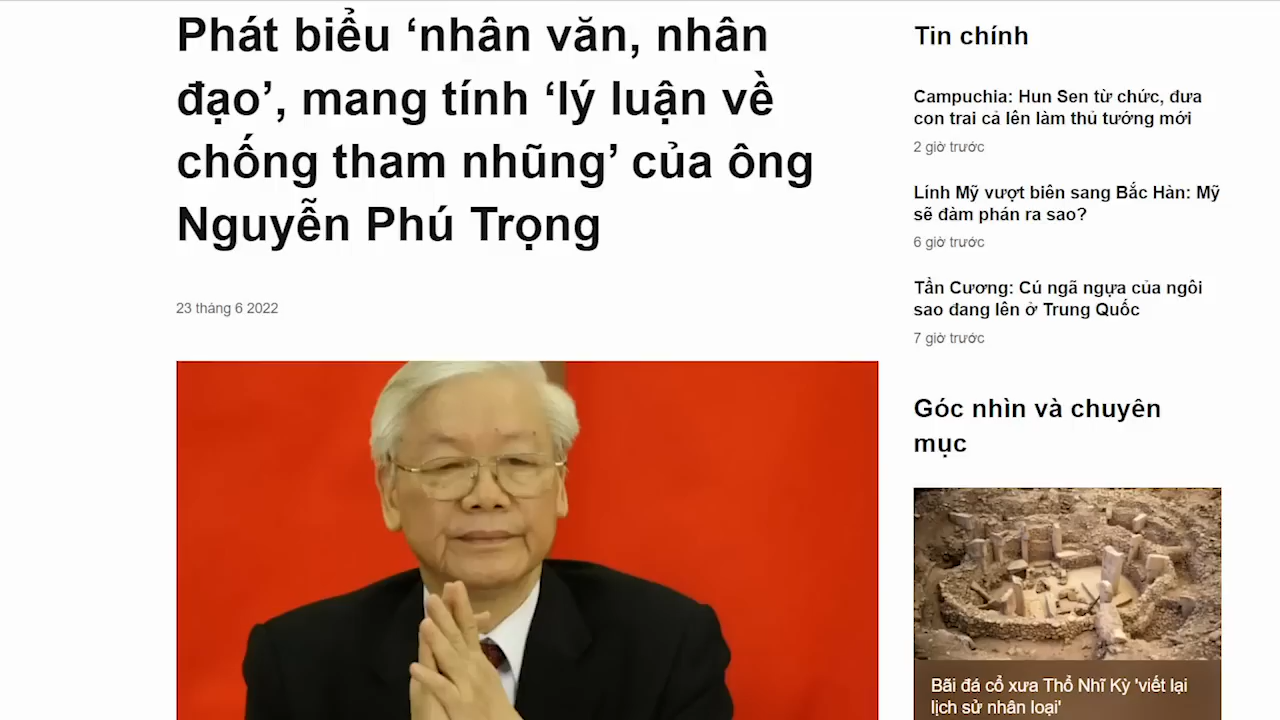 Phát biểu ‘nhân văn, nhân
đạo’, mang tính ‘lý luận về
chống tham nhũng’ của ông
Nguyễn Phú Trọng
23 tháng 6 2022
Tin chính
Campuchia: Hun Sen từ chức, đưa
con trai cả lên làm thủ tướng mới
2 giờ trước
Lính Mỹ vượt biên sang Bắc Hàn: Mỹ
sẽ đàm phán ra sao?
6 giờ trước
Tần Cương: Cú ngã ngựa của ngôi
sao đang lên ở Trung Quốc
7 giờ trước
Góc nhìn và chuyên
mục
Bãi đá cổ xưa Thổ Nhĩ Kỳ 'viết lại
lịch sử nhân loại'